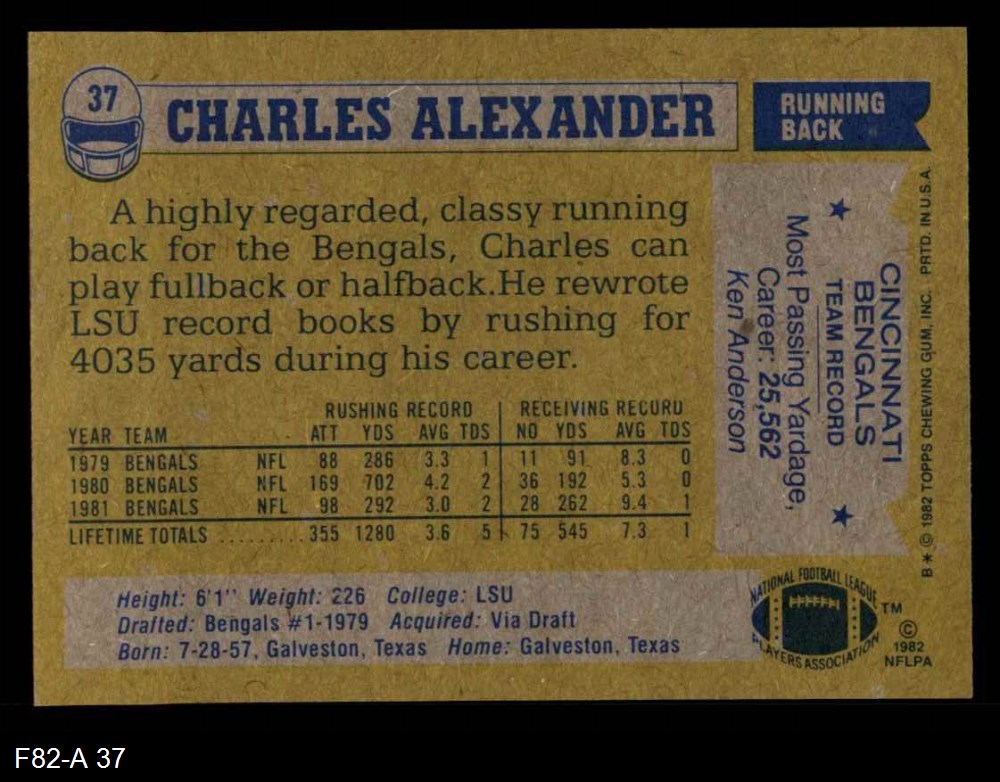 37
CHARLES ALEXANDER
RUNNING
BACK
A highly regarded, classy running
back for the Bengals, Charles can
play fullback or halfback.He rewrote
LSU record books by rushing for
4035 yards during his career.
RUSHING RECORD RECEIVING RECORD
YEAR TEAM ATT YDS AVG TDS NO YDS AVG TDS
1979 BENGALS NFL 88 286 3.3 1 11 91 8.3 0
1980 BENGALS NFL 169 702 4.2 2 36 192 5.3 0
1981 BENGALS NFL 98 292 3.0 2 28 262 9.4 1
LIFETIME TOTALS ......... 355 1280 3.6 5 75 545 7.3 1
CINCINNATI
BENGALS
TEAM RECORD
Most Passing Yardage,
Career: 25,562
Ken Anderson
B* © 1982 TOPPS CHEWING GUM, INC. PRTD. IN U.S.A.
Height: 6'1" Weight: 226 College: LSU
Drafted: Bengals #1-1979 Acquired: Via Draft
Born: 7-28-57, Galveston, Texas Home: Galveston, Texas
NATIONAL FOOTBALL LEAGUE
PLAYERS ASSOCIATION
TM
©
1982
NFLPA
F82-A 37